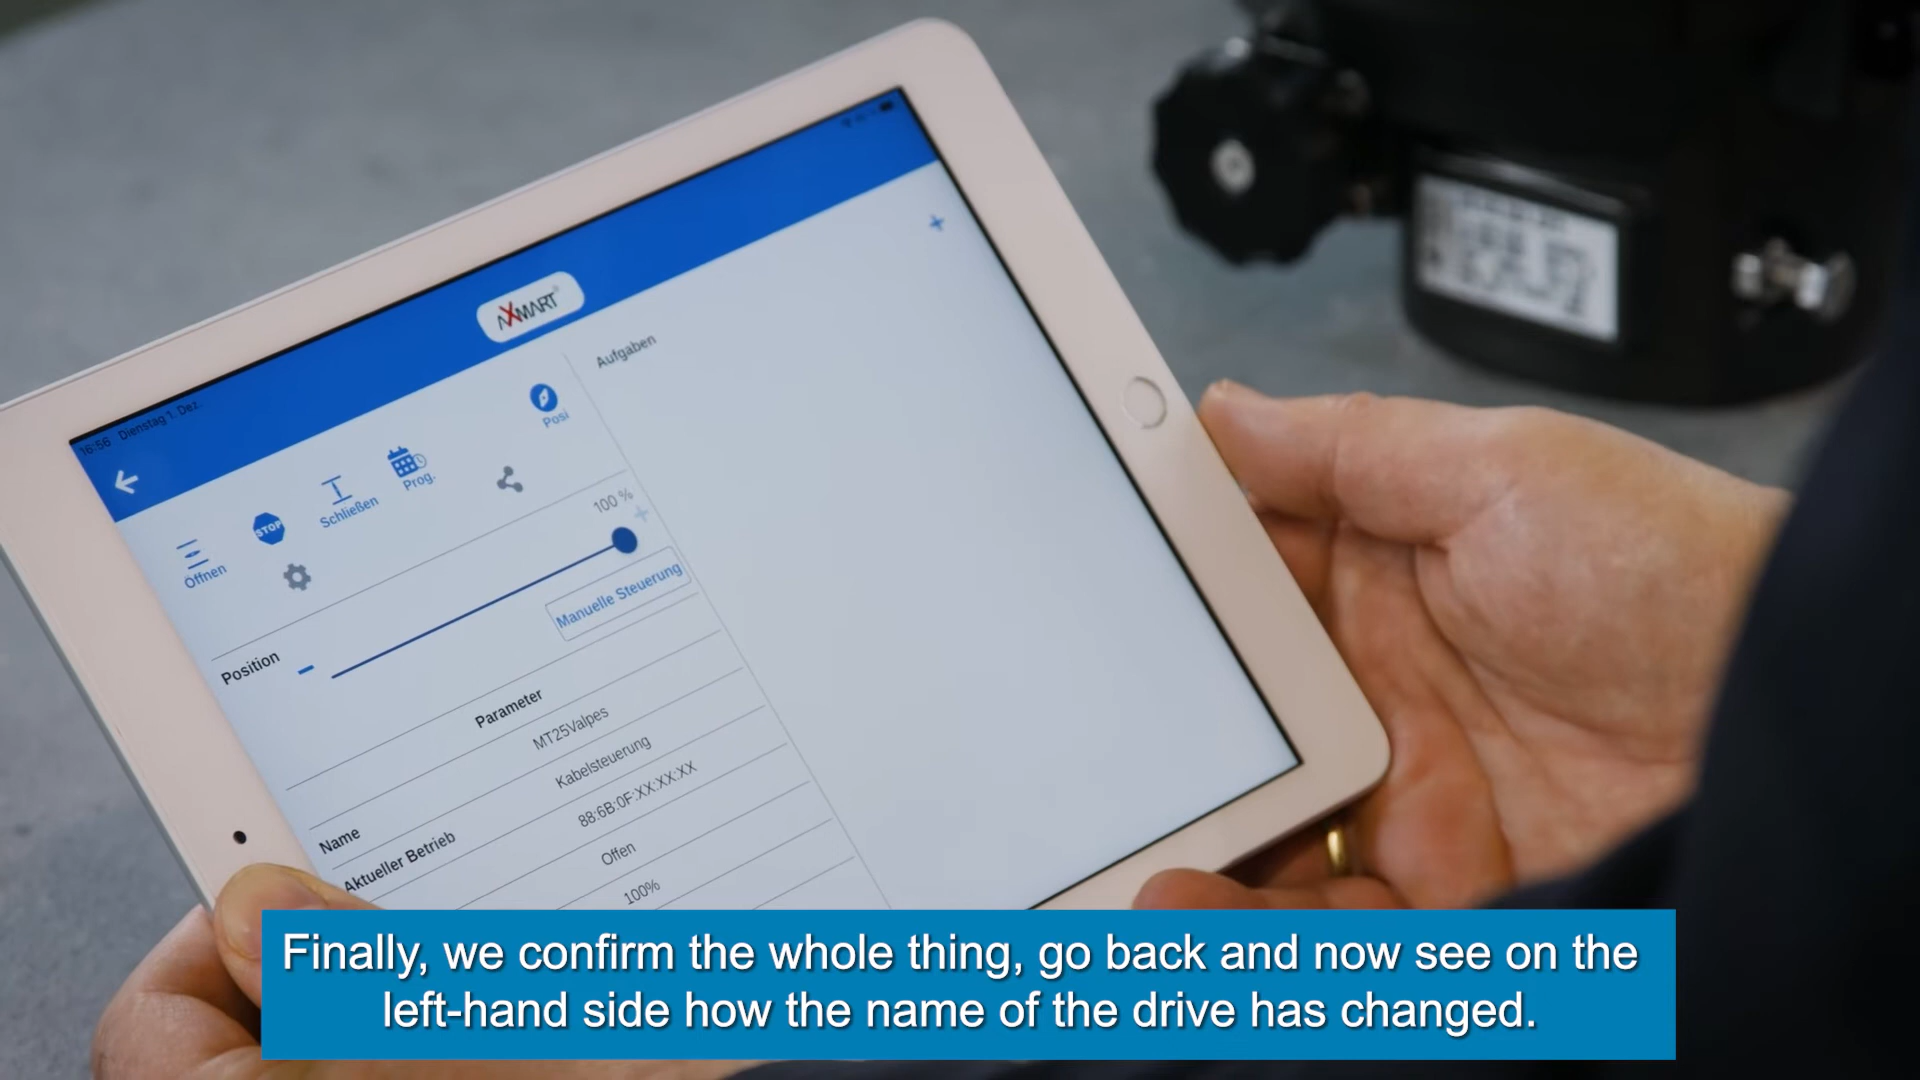 16:56 Dienstag 1. Dez.
AXMART®
Öffnen
STOP
Schließen
Prog.
Posi
Aufgaben
+
100 %
Position
- +
Manuelle Steuerung
Parameter
Name MT25Valpes
Aktueller Betrieb Kabelsteuerung
88:6B:0F:XX:XX:XX
Offen
100%
Finally, we confirm the whole thing, go back and now see on the
left-hand side how the name of the drive has changed.